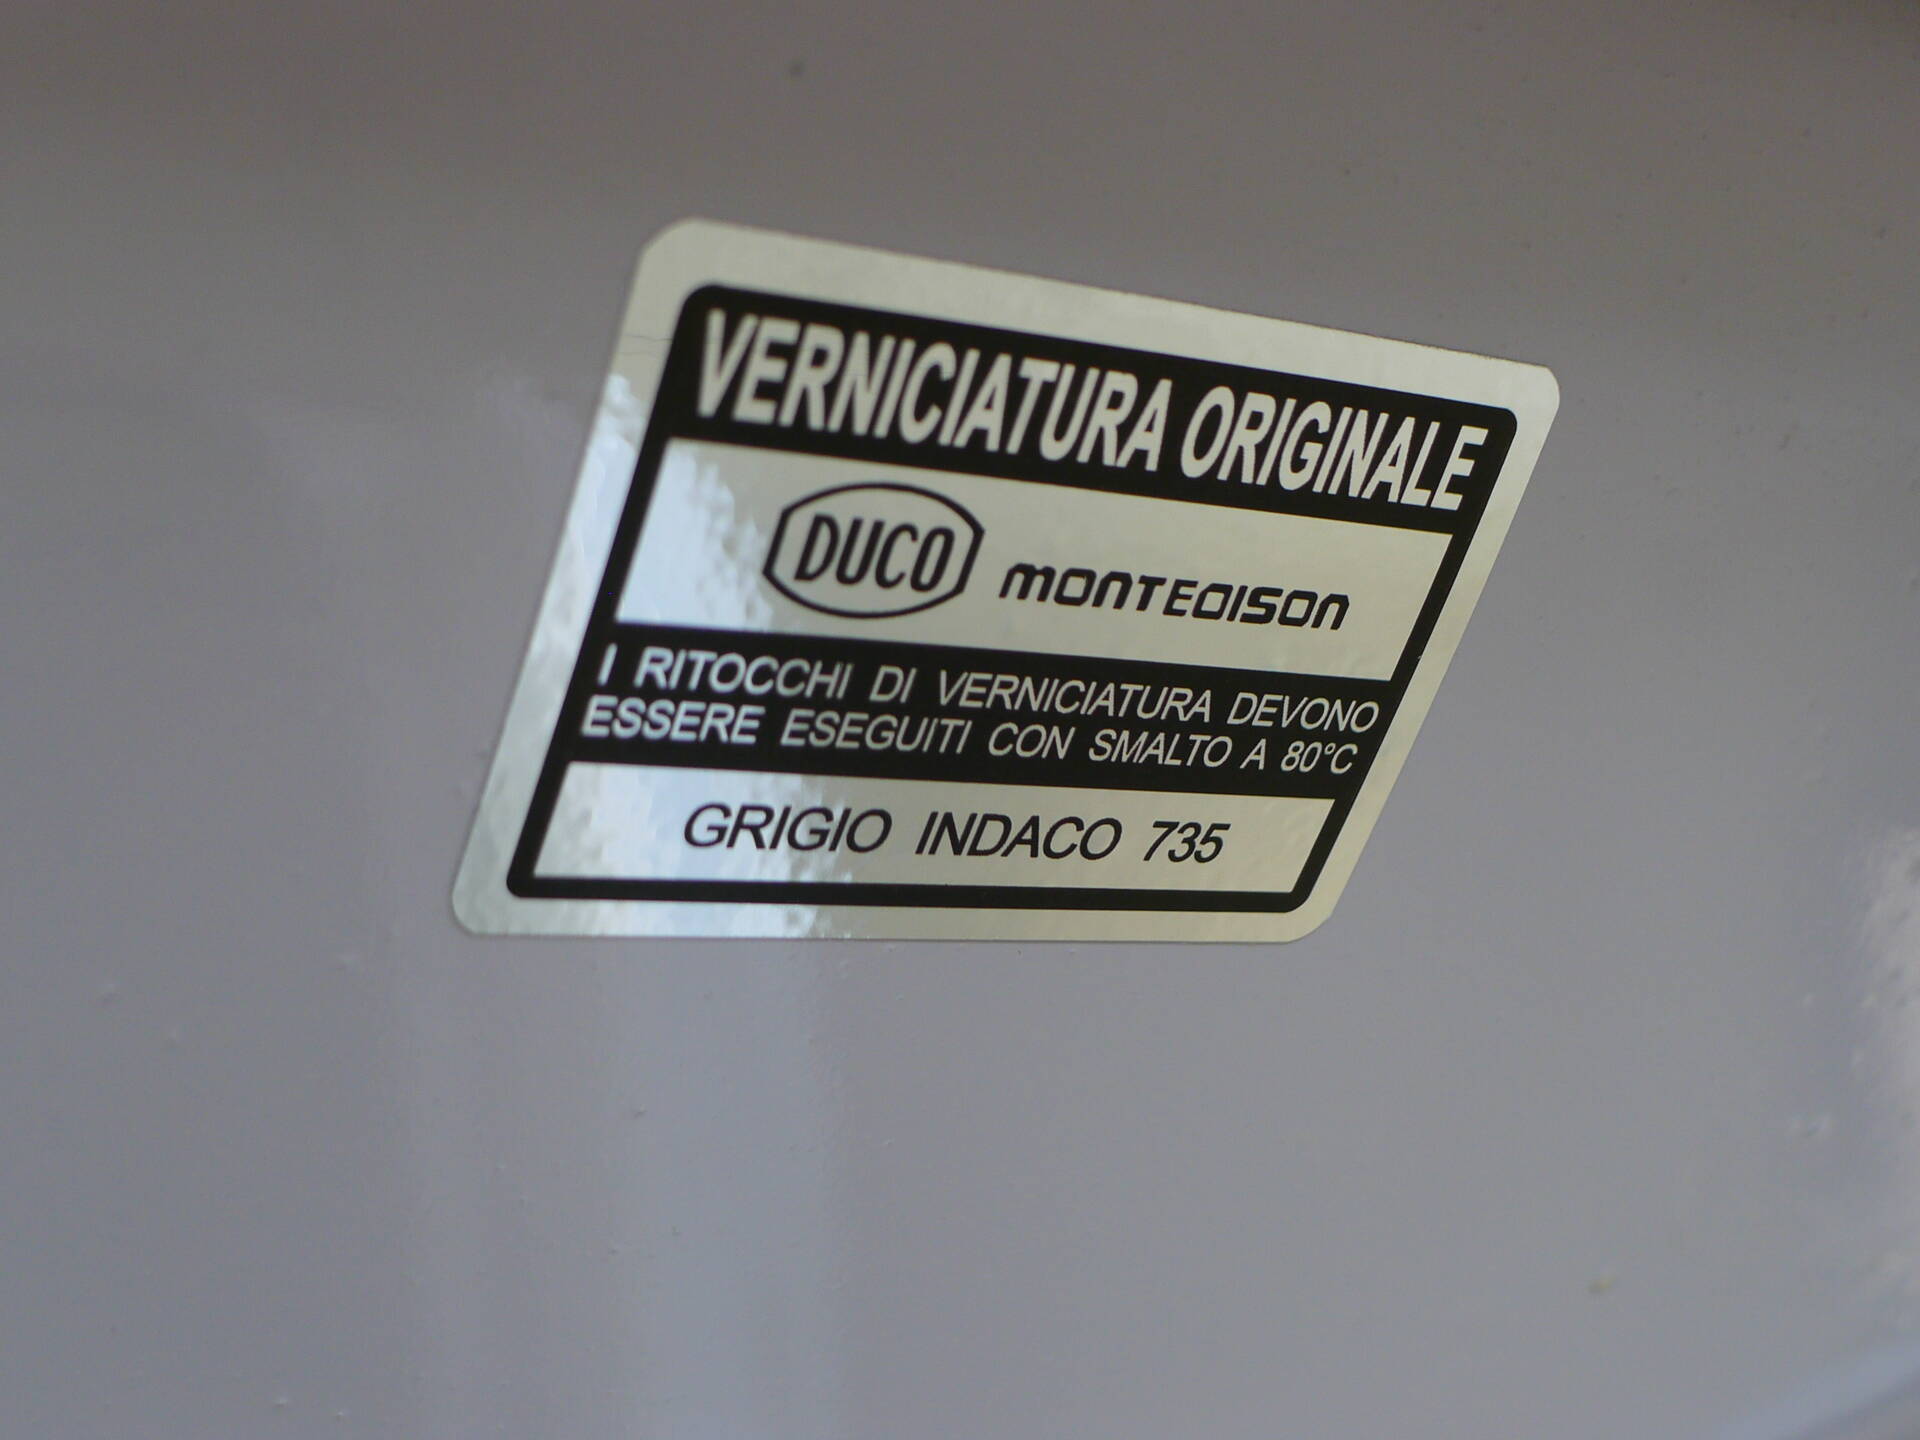 VERNICIATURA ORIGINALE
DUCO MONTEDISON
I RITOCCHI DI VERNICIATURA DEVONO
ESSERE ESEGUITI CON SMALTO A 80°C
GRIGIO INDACO 735